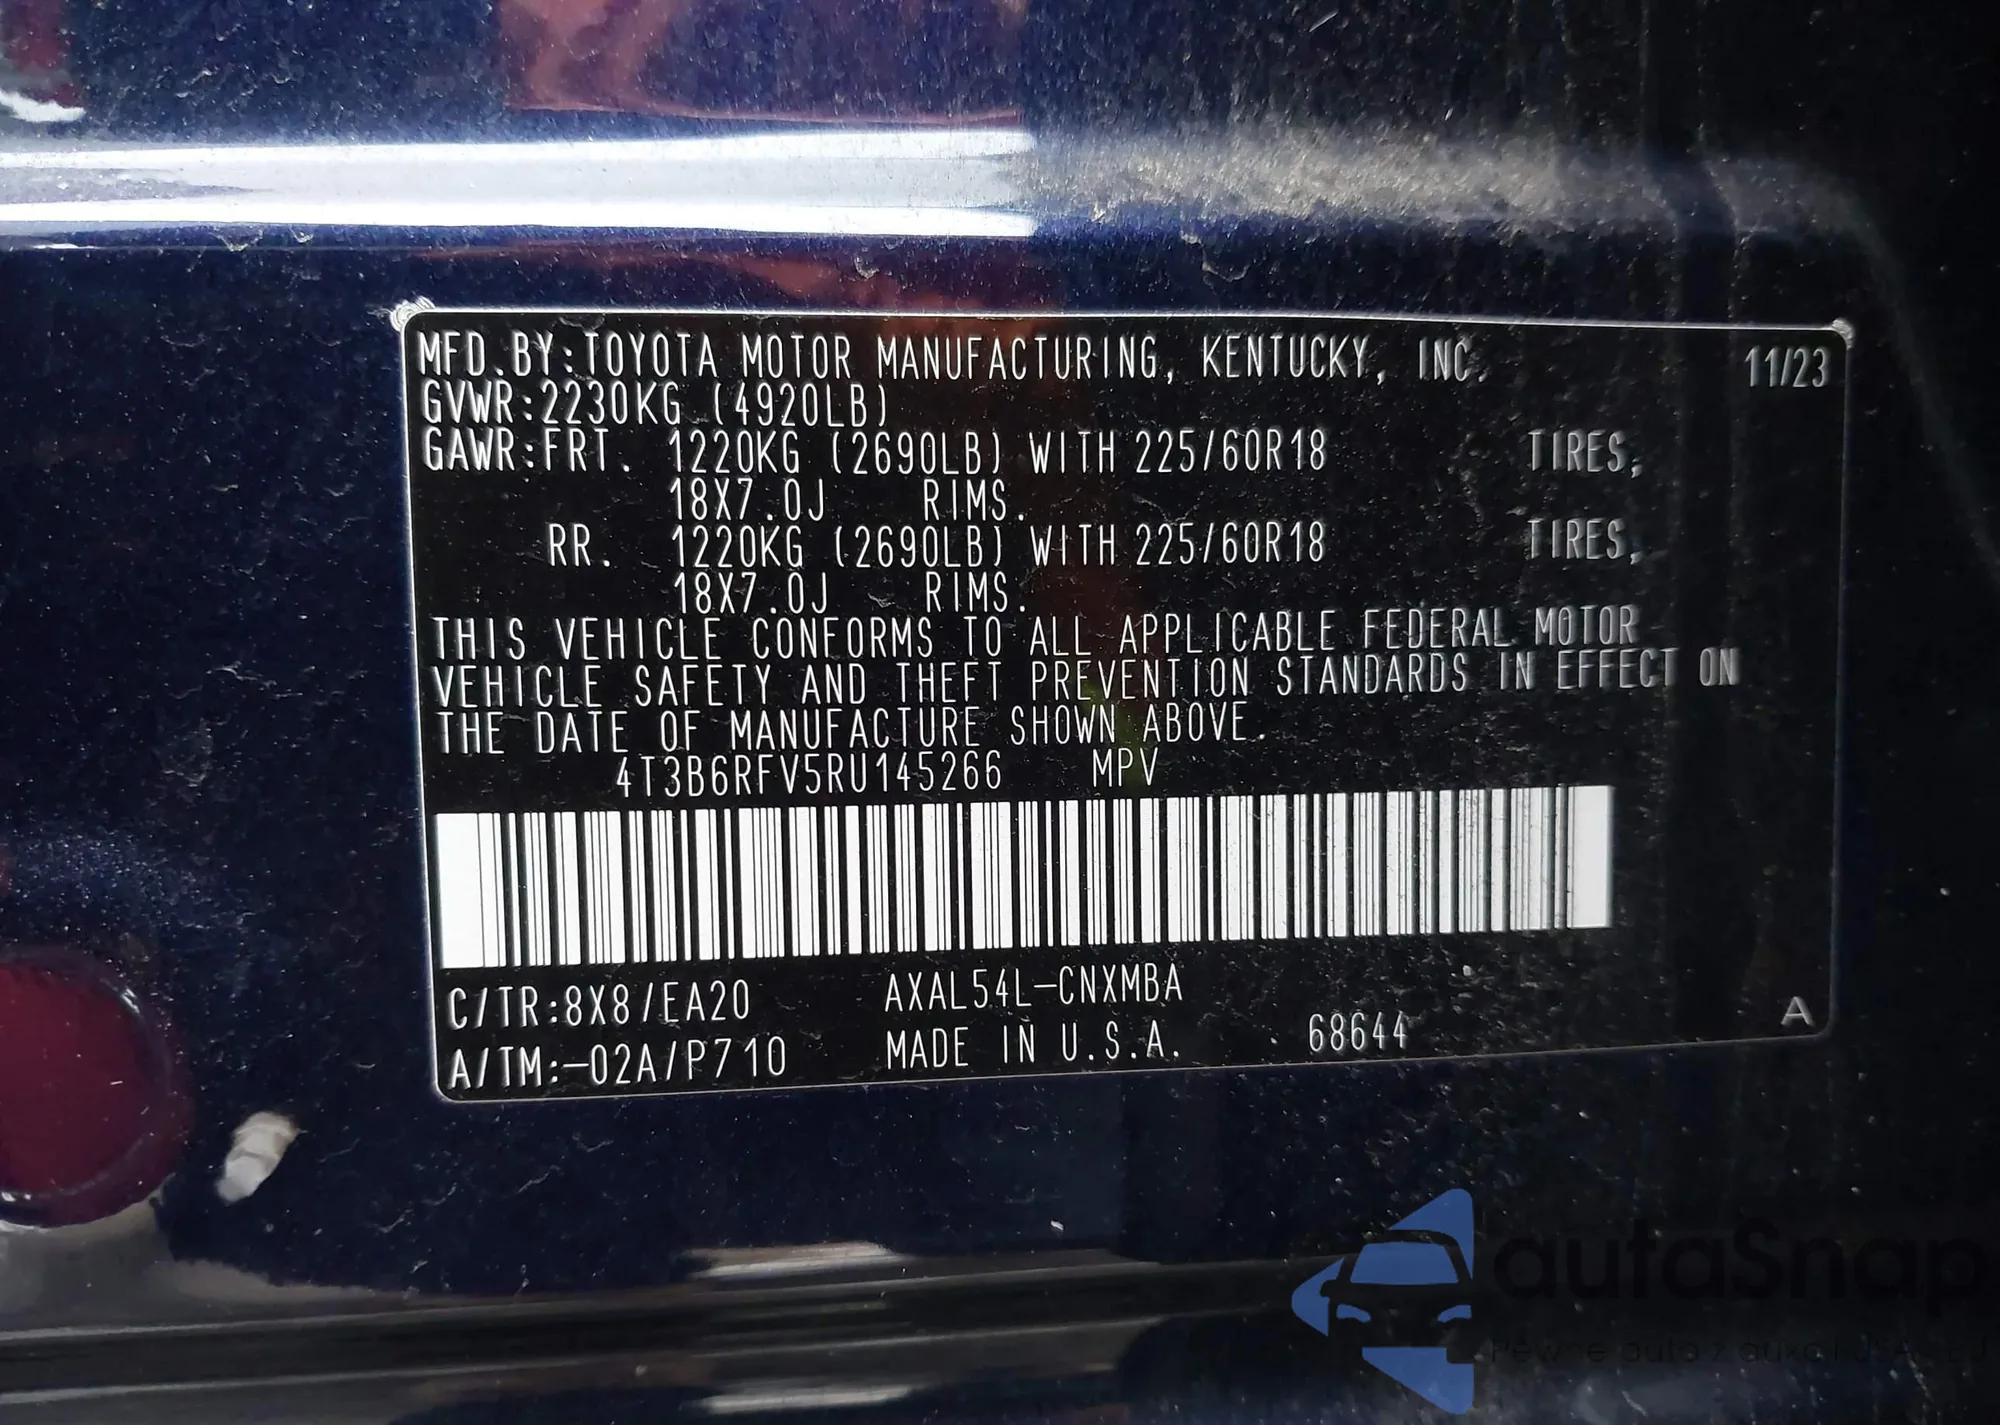 MFD.BY:TOYOTA MOTOR MANUFACTURING, KENTUCKY, INC. 11/23
GVWR:2230KG (4920LB)
GAWR:FRT. 1220KG (2690LB) WITH 225/60R18 TIRES,
18X7.0J RIMS.
RR. 1220KG (2690LB) WITH 225/60R18 TIRES,
18X7.0J RIMS.
THIS VEHICLE CONFORMS TO ALL APPLICABLE FEDERAL MOTOR
VEHICLE SAFETY AND THEFT PREVENTION STANDARDS IN EFFECT ON
THE DATE OF MANUFACTURE SHOWN ABOVE.
4T3B6RFV5RU145266 MPV
C/TR:8X8/EA20 AXAL54L-CNXMBA
A/TM:-02A/P710 MADE IN U.S.A. 68644 A
autaSnap
Pewne auta z